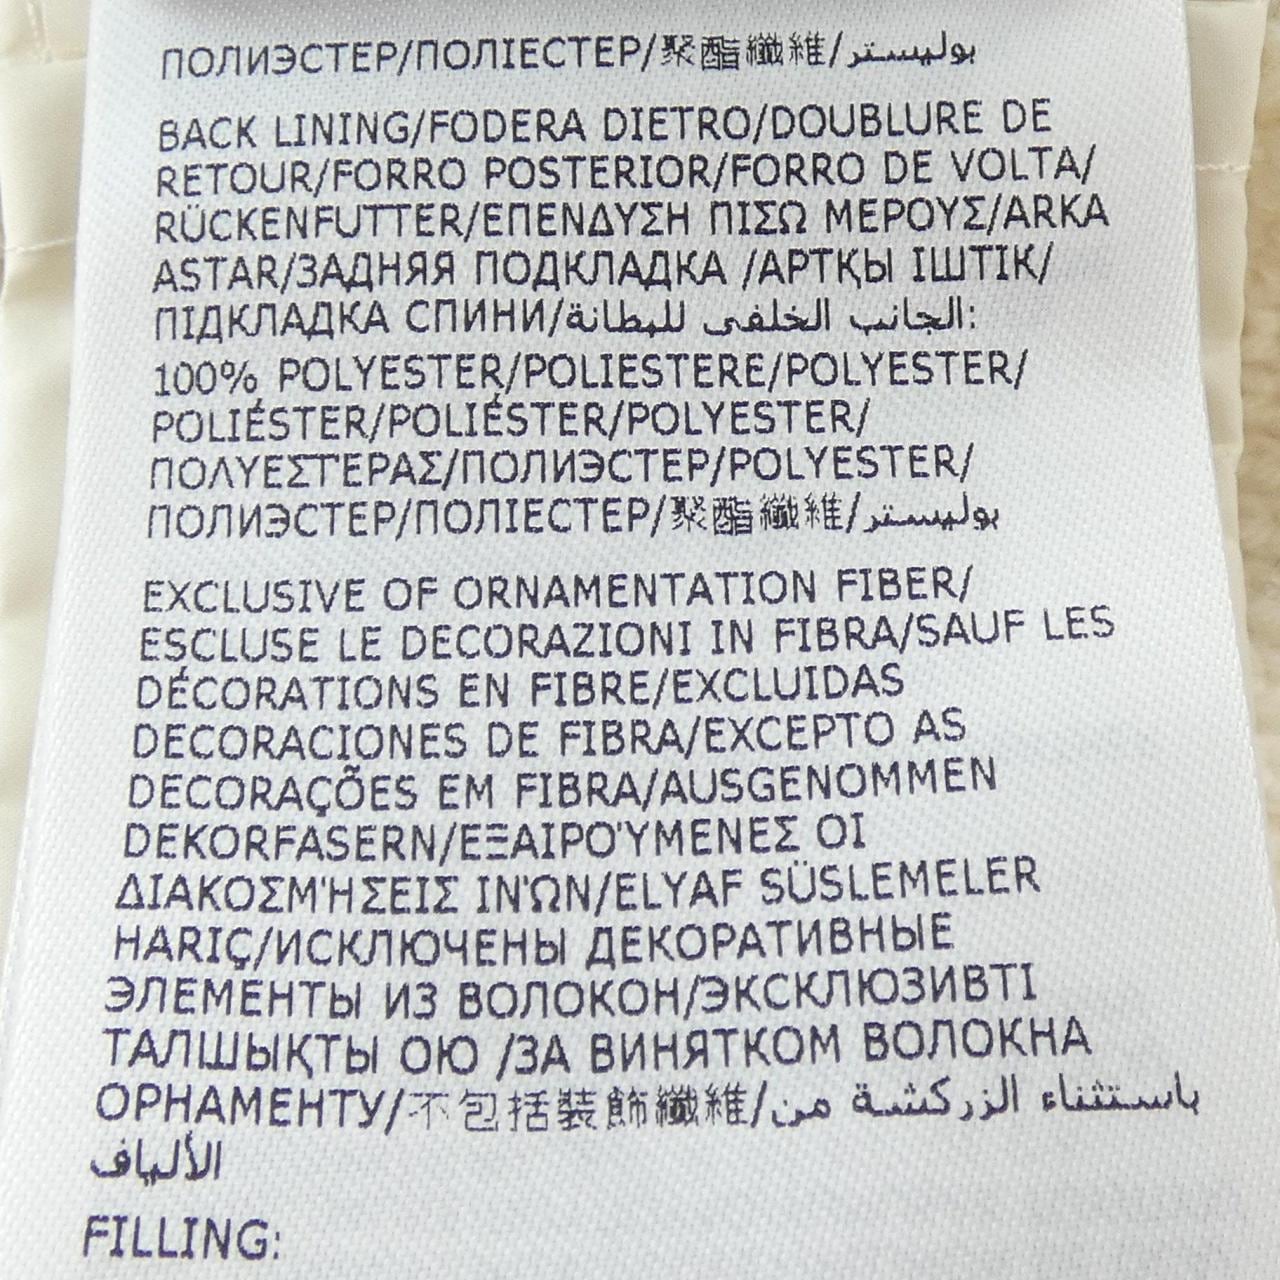 ПОЛИЭСТЕР/ПОЛІЕСТЕР/聚酯纖維/بوليستر
BACK LINING/FODERA DIETRO/DOUBLURE DE
RETOUR/FORRO POSTERIOR/FORRO DE VOLTA/
RÜCKENFUTTER/ΕΠΕΝΔΥΣΗ ΠΙΣΩ ΜΕΡΟΥΣ/ARKA
ASTAR/ЗАДНЯЯ ПОДКЛАДКА /АРТҚЫ ІШТІК/
ПІДКЛАДКА СПИНИ/الجانب الخلفى للبطانة:
100% POLYESTER/POLIESTERE/POLYESTER/
POLIÉSTER/POLIÉSTER/POLYESTER/
ΠΟΛΥΕΣΤΕΡΑΣ/ПОЛИЭСТЕР/POLYESTER/
ПОЛИЭСТЕР/ПОЛІЕСТЕР/聚酯纖維/بوليستر
EXCLUSIVE OF ORNAMENTATION FIBER/
ESCLUSE LE DECORAZIONI IN FIBRA/SAUF LES
DÉCORATIONS EN FIBRE/EXCLUIDAS
DECORACIONES DE FIBRA/EXCEPTO AS
DECORAÇÕES EM FIBRA/AUSGENOMMEN
DEKORFASERN/ΕΞΑΙΡΟΎΜΕΝΕΣ ΟΙ
ΔΙΑΚΟΣΜΉΣΕΙΣ ΙΝΏΝ/ELYAF SÜSLEMELER
HARIÇ/ИСКЛЮЧЕНЫ ДЕКОРАТИВНЫЕ
ЭЛЕМЕНТЫ ИЗ ВОЛОКОН/ЭКСКЛЮЗИВТІ
ТАЛШЫҚТЫ ОЮ /ЗА ВИНЯТКОМ ВОЛОКНА
ОРНАМЕНТУ/不包括裝飾纖維/باستثناء الزركشة من
الألياف
FILLING: